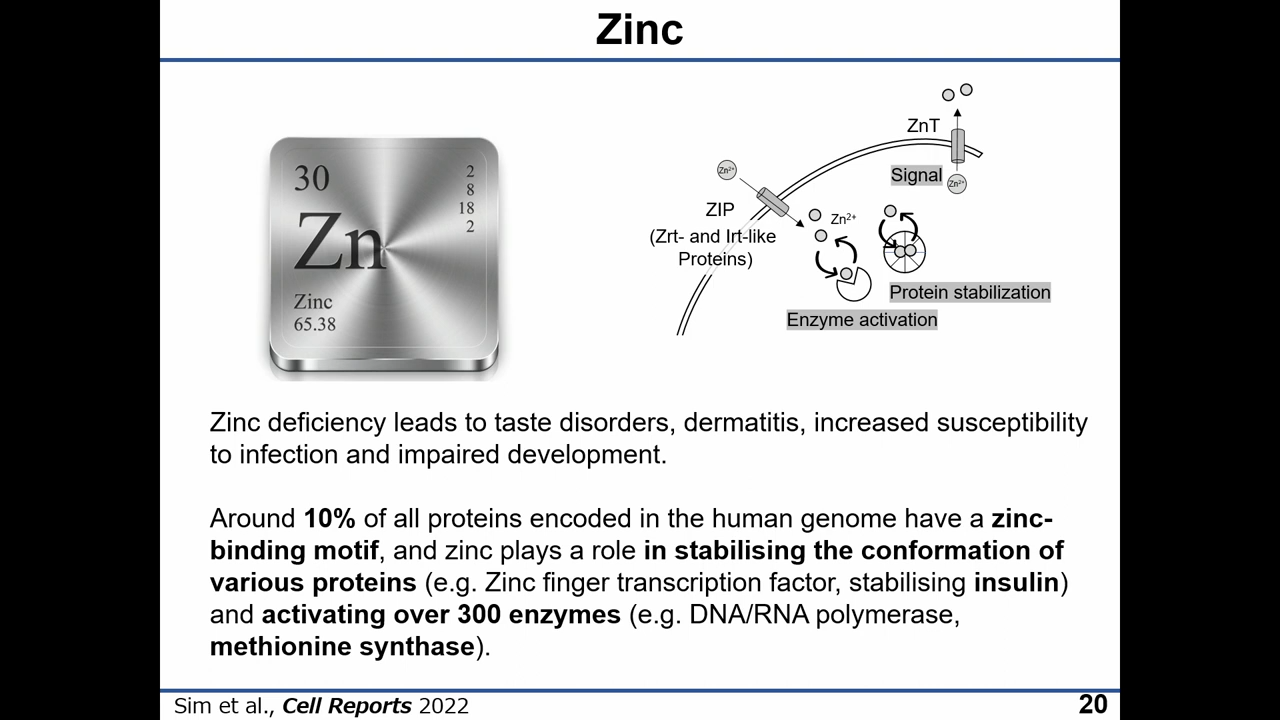 Zinc
30
2
8
18
2
Zn
Zinc
65.38
ZnT
Signal
Zn2+
Zn2+
ZIP
(Zrt- and Irt-like
Proteins)
Zn2+
Protein stabilization
Enzyme activation
Zinc deficiency leads to taste disorders, dermatitis, increased susceptibility
to infection and impaired development.
Around 10% of all proteins encoded in the human genome have a zinc-
binding motif, and zinc plays a role in stabilising the conformation of
various proteins (e.g. Zinc finger transcription factor, stabilising insulin)
and activating over 300 enzymes (e.g. DNA/RNA polymerase,
methionine synthase).
Sim et al., Cell Reports 2022
20